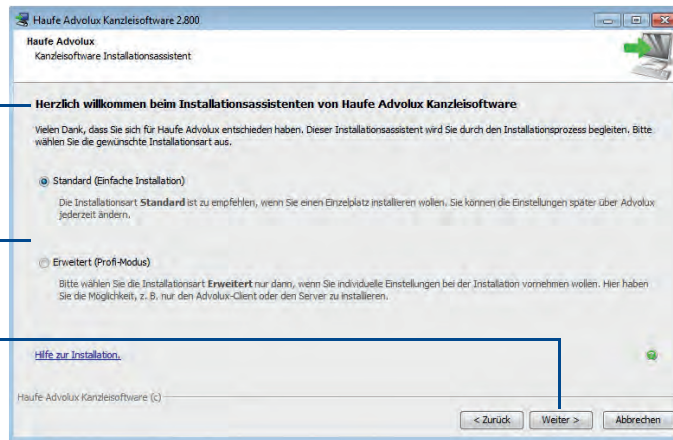 Haufe Advolux Kanzleisoftware 2.800
Haufe Advolux
Kanzleisoftware Installationsassistent
Herzlich willkommen beim Installationsassistenten von Haufe Advolux Kanzleisoftware
Vielen Dank, dass Sie sich für Haufe Advolux entschieden haben. Dieser Installationsassistent wird Sie durch den Installationsprozess begleiten. Bitte
wählen Sie die gewünschte Installationsart aus.
Standard (Einfache Installation)
Die Installationsart Standard ist zu empfehlen, wenn Sie einen Einzelplatz installieren wollen. Sie können die Einstellungen später über Advolux
jederzeit ändern.
Erweitert (Profi-Modus)
Bitte wählen Sie die Installationsart Erweitert nur dann, wenn Sie individuelle Einstellungen bei der Installation vornehmen wollen. Hier haben
Sie die Möglichkeit, z. B. nur den Advolux-Client oder den Server zu installieren.
Hilfe zur Installation.
Haufe Advolux Kanzleisoftware (c)
< Zurück
Weiter >
Abbrechen